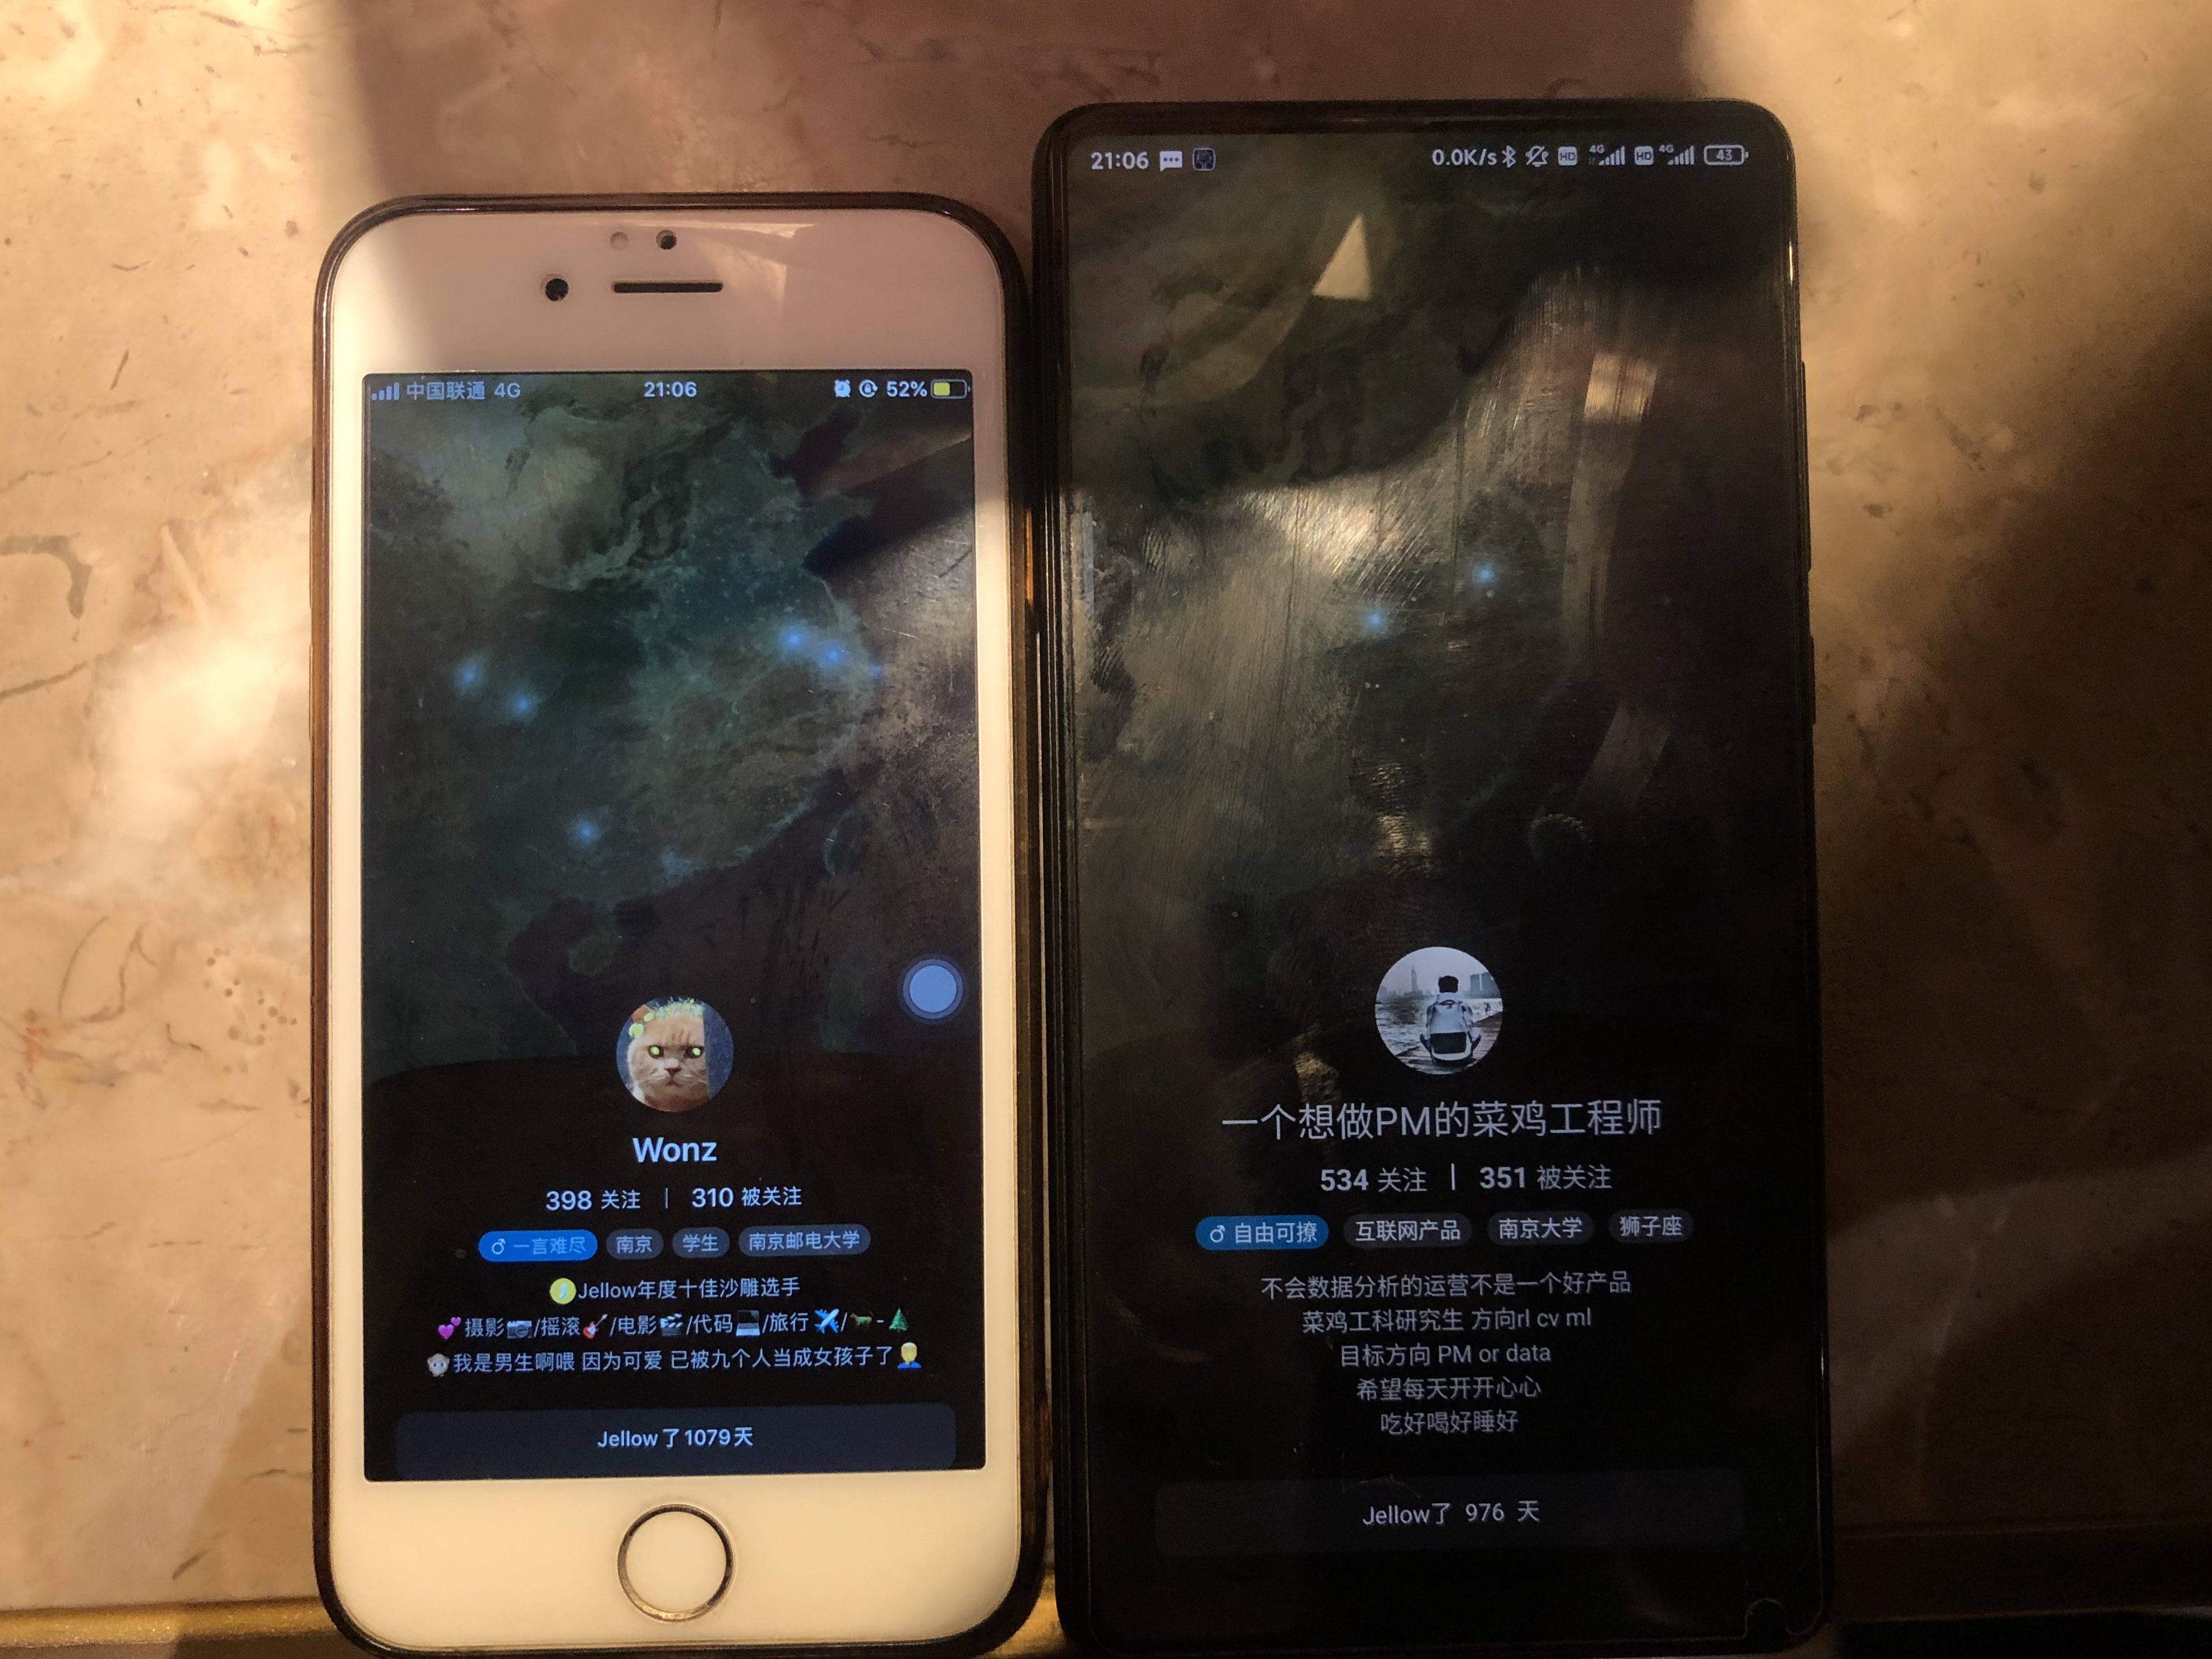 中国联通 4G 21:06 52%
Wonz
398 关注 | 310 被关注
♂ 一言难尽 南京 学生 南京邮电大学
Jellow年度十佳沙雕选手
💕摄影📷/摇滚🎸/电影🎬/代码💻/旅行✈️/🐎-🌲
我是男生啊喂 因为可爱 已被九个人当成女孩子了
Jellow了1079天
21:06 0.0K/s HD 4G HD 4G 43
一个想做PM的菜鸡工程师
534 关注 | 351 被关注
♂ 自由可撩 互联网产品 南京大学 狮子座
不会数据分析的运营不是一个好产品
菜鸡工科研究生 方向rl cv ml
目标方向 PM or data
希望每天开开心心
吃好喝好睡好
Jellow了 976 天